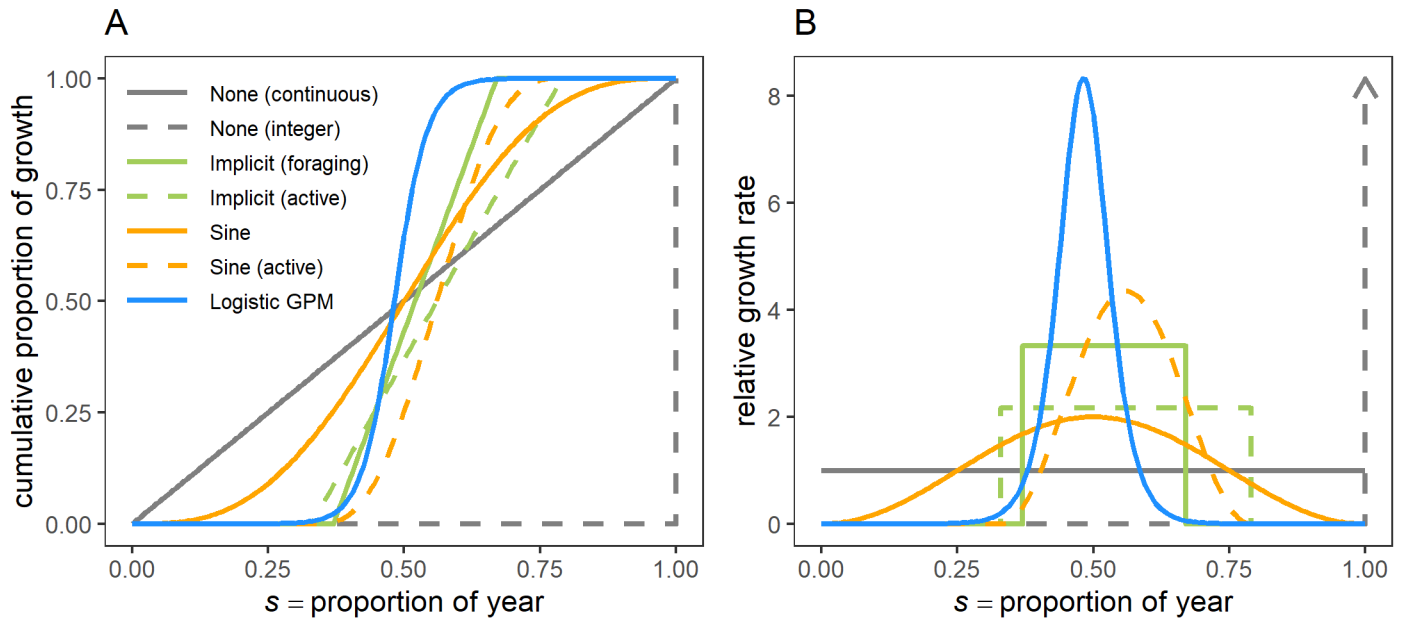 A
cumulative proportion of growth
1.00
0.75
0.50
0.25
0.00
None (continuous)
None (integer)
Implicit (foraging)
Implicit (active)
Sine
Sine (active)
Logistic GPM
0.00 0.25 0.50 0.75 1.00
s = proportion of year
B
relative growth rate
8
6
4
2
0
0.00 0.25 0.50 0.75 1.00
s = proportion of year